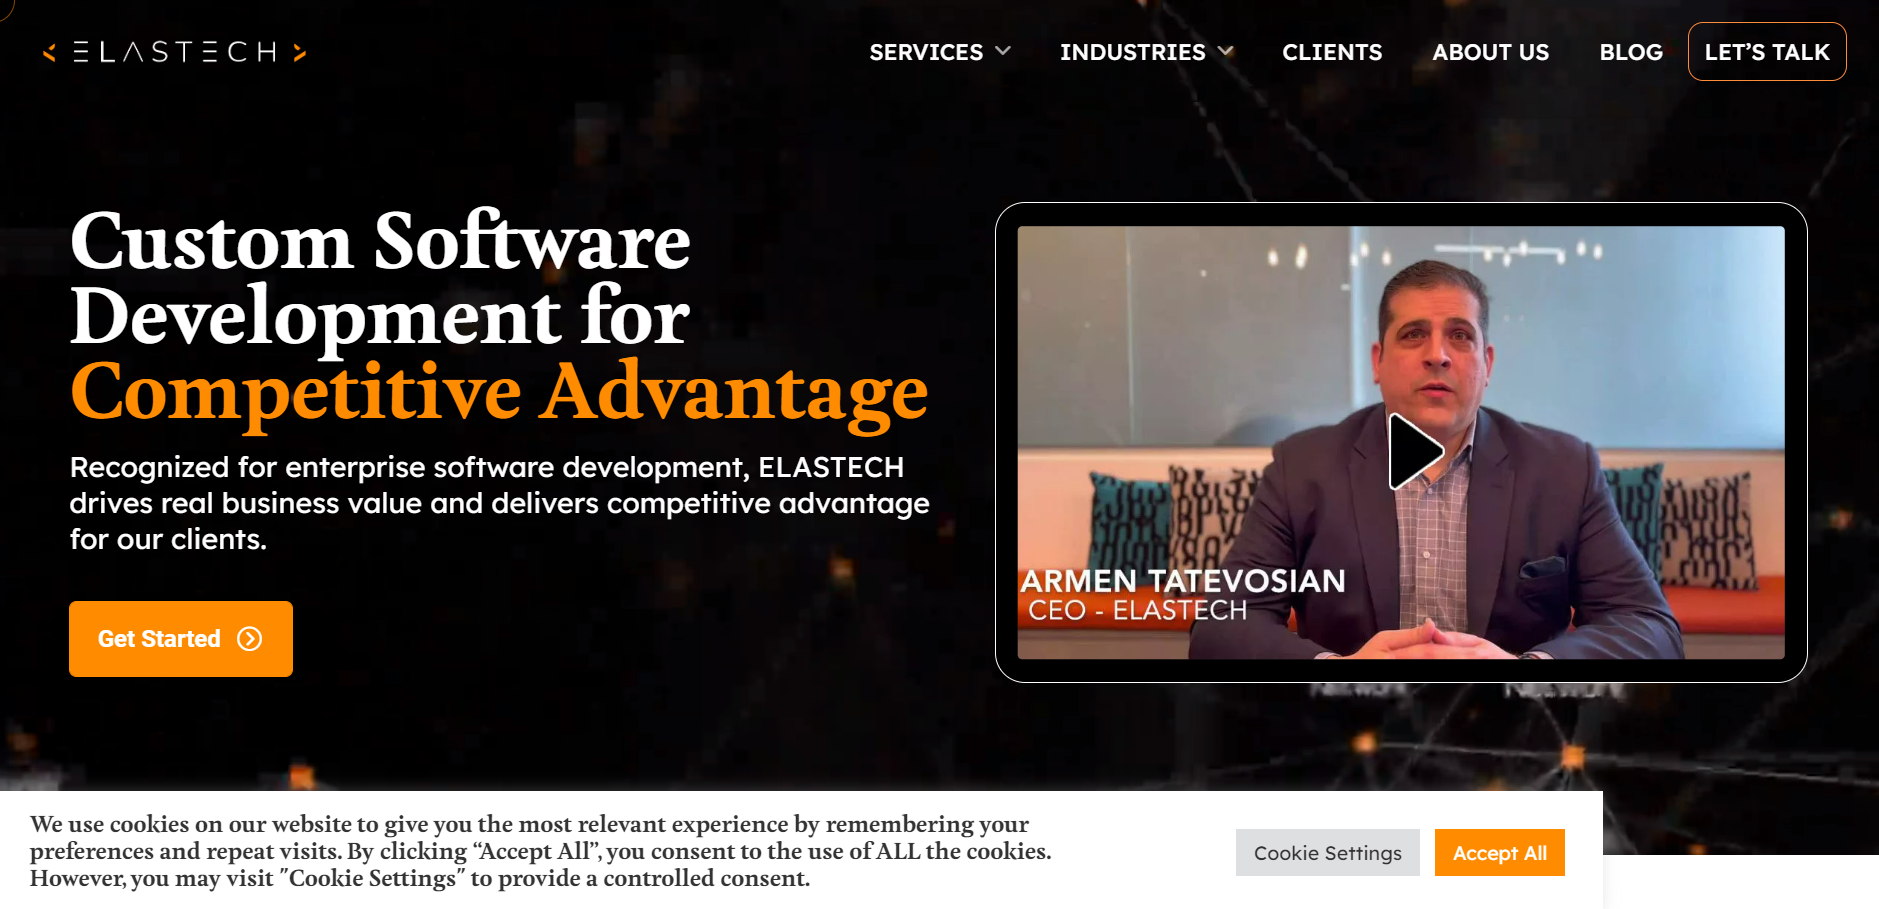 ELASTECH
SERVICES
INDUSTRIES
CLIENTS
ABOUT US
BLOG
LET'S TALK
Custom Software
Development for
Competitive Advantage
Recognized for enterprise software development, ELASTECH
drives real business value and delivers competitive advantage
for our clients.
Get Started
ARMEN TATEVOSIAN
CEO - ELASTECH
We use cookies on our website to give you the most relevant experience by remembering your
preferences and repeat visits. By clicking “Accept All”, you consent to the use of ALL the cookies.
However, you may visit "Cookie Settings" to provide a controlled consent.
Cookie Settings
Accept All